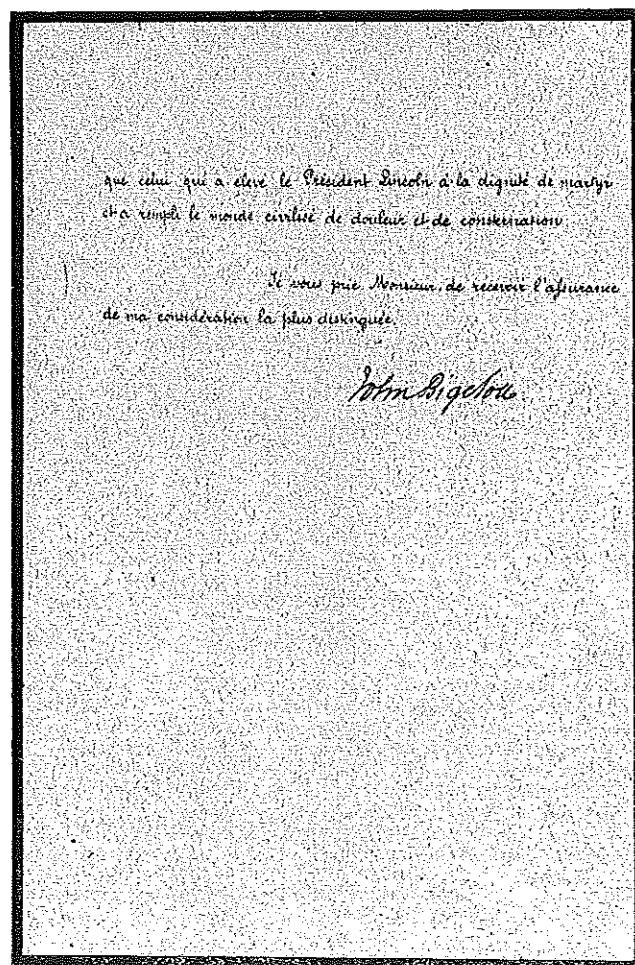 que celui qui a élevé le Président Lincoln à la dignité de martyr
et a rempli le monde civilisé de douleur et de consternation.
Je vous prie Monsieur, de recevoir l'assurance
de ma considération la plus distinguée.
John Bigelow